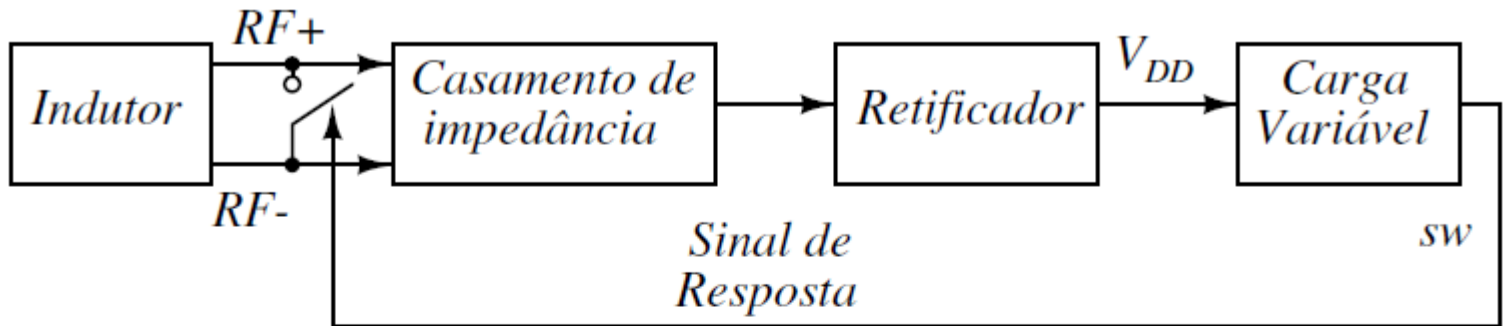 RF+
Indutor
RF-
Casamento de
impedância
Retificador
V_DD
Carga
Variável
sw
Sinal de
Resposta